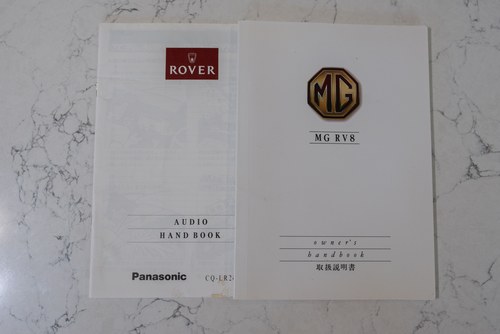 ROVER
AUDIO
HAND BOOK
Panasonic
MG
MG RV8
owner's
handbook
取扱説明書